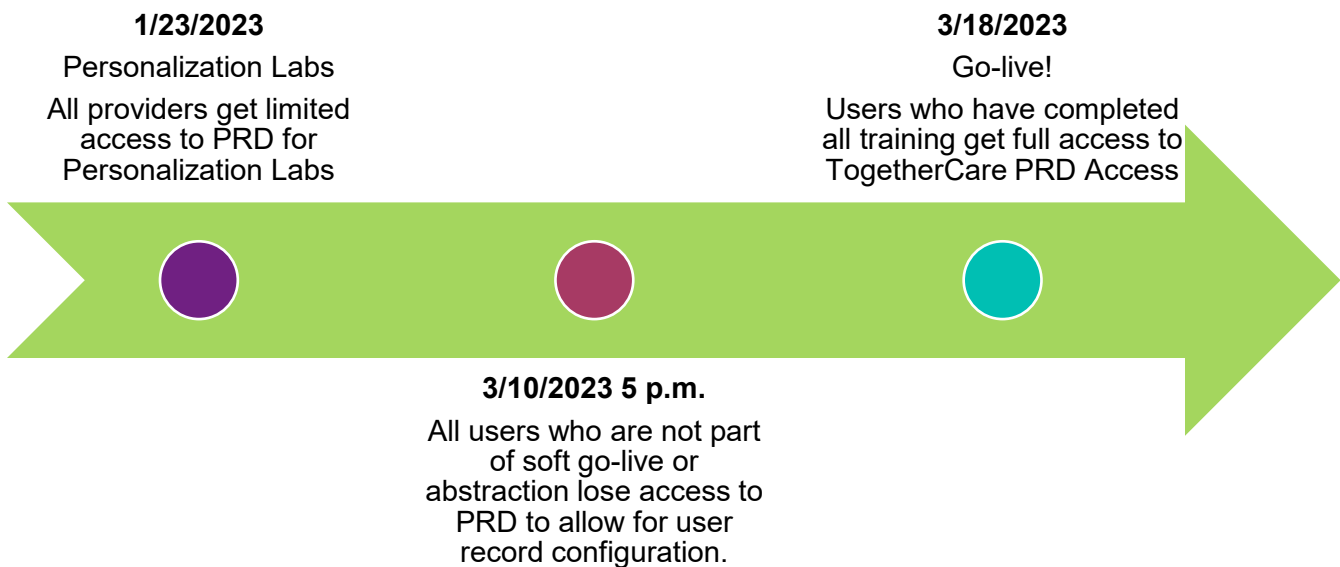 1/23/2023
Personalization Labs
All providers get limited
access to PRD for
Personalization Labs
3/10/2023 5 p.m.
All users who are not part
of soft go-live or
abstraction lose access to
PRD to allow for user
record configuration.
3/18/2023
Go-live!
Users who have completed
all training get full access to
TogetherCare PRD Access